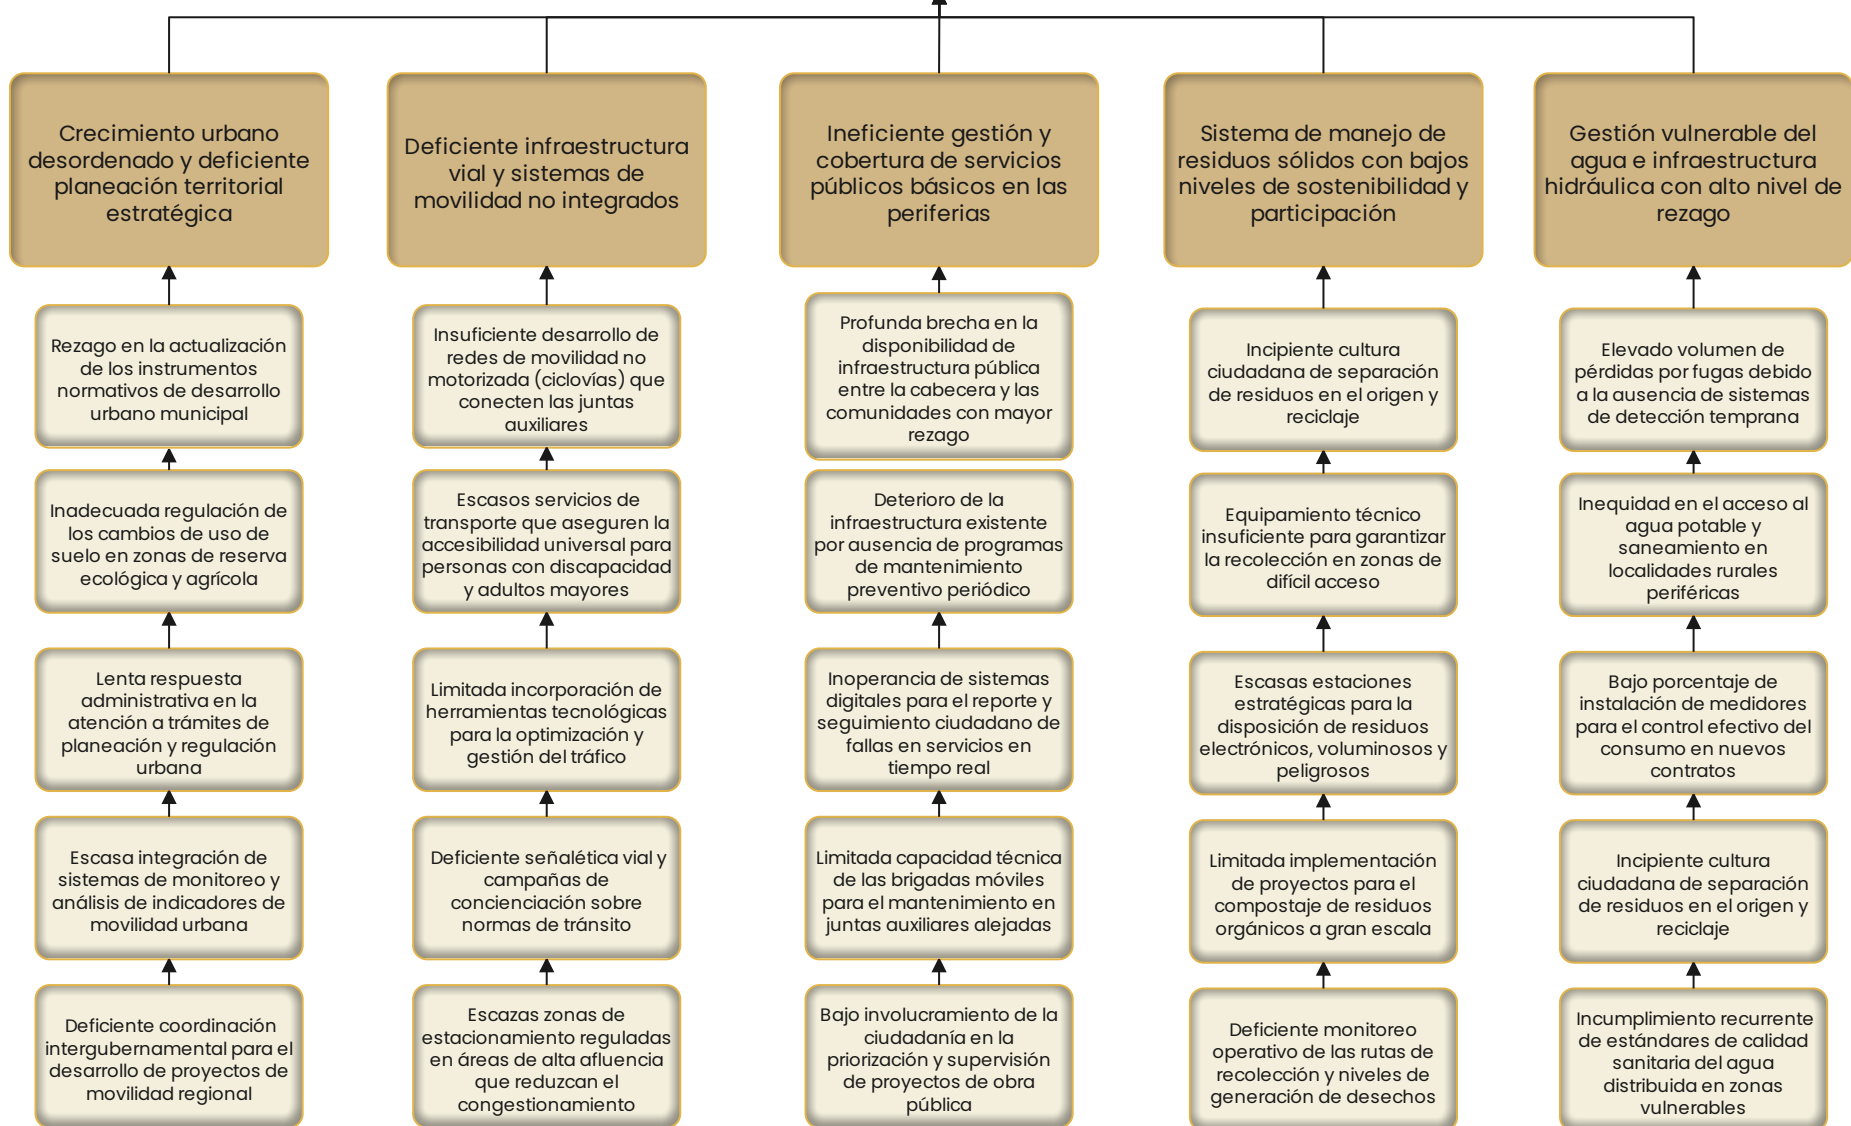 Crecimiento urbano
desordenado y deficiente
planeación territorial
estratégica
Deficiente infraestructura
vial y sistemas de
movilidad no integrados
Ineficiente gestión y
cobertura de servicios
públicos básicos en las
periferias
Sistema de manejo de
residuos sólidos con bajos
niveles de sostenibilidad y
participación
Gestión vulnerable del
agua e infraestructura
hidráulica con alto nivel de
rezago
Rezago en la actualización
de los instrumentos
normativos de desarrollo
urbano municipal
Insuficiente desarrollo de
redes de movilidad no
motorizada (ciclovías) que
conecten las juntas
auxiliares
Profunda brecha en la
disponibilidad de
infraestructura pública
entre la cabecera y las
comunidades con mayor
rezago
Incipiente cultura
ciudadana de separación
de residuos en el origen y
reciclaje
Elevado volumen de
pérdidas por fugas debido
a la ausencia de sistemas
de detección temprana
Inadecuada regulación de
los cambios de uso de
suelo en zonas de reserva
ecológica y agrícola
Escasos servicios de
transporte que aseguren la
accesibilidad universal para
personas con discapacidad
y adultos mayores
Deterioro de la
infraestructura existente
por ausencia de programas
de mantenimiento
preventivo periódico
Equipamiento técnico
insuficiente para garantizar
la recolección en zonas de
difícil acceso
Inequidad en el acceso al
agua potable y
saneamiento en
localidades rurales
periféricas
Lenta respuesta
administrativa en la
atención a trámites de
planeación y regulación
urbana
Limitada incorporación de
herramientas tecnológicas
para la optimización y
gestión del tráfico
Inoperancia de sistemas
digitales para el reporte y
seguimiento ciudadano de
fallas en servicios en
tiempo real
Escasas estaciones
estratégicas para la
disposición de residuos
electrónicos, voluminosos y
peligrosos
Bajo porcentaje de
instalación de medidores
para el control efectivo del
consumo en nuevos
contratos
Escasa integración de
sistemas de monitoreo y
análisis de indicadores de
movilidad urbana
Deficiente señalética vial y
campañas de
concienciación sobre
normas de tránsito
Limitada capacidad técnica
de las brigadas móviles
para el mantenimiento en
juntas auxiliares alejadas
Limitada implementación
de proyectos para el
compostaje de residuos
orgánicos a gran escala
Incipiente cultura
ciudadana de separación
de residuos en el origen y
reciclaje
Deficiente coordinación
intergubernamental para el
desarrollo de proyectos de
movilidad regional
Escazas zonas de
estacionamiento reguladas
en áreas de alta afluencia
que reduzcan el
congestionamiento
Bajo involucramiento de la
ciudadanía en la
priorización y supervisión
de proyectos de obra
pública
Deficiente monitoreo
operativo de las rutas de
recolección y niveles de
generación de desechos
Incumplimiento recurrente
de estándares de calidad
sanitaria del agua
distribuida en zonas
vulnerables